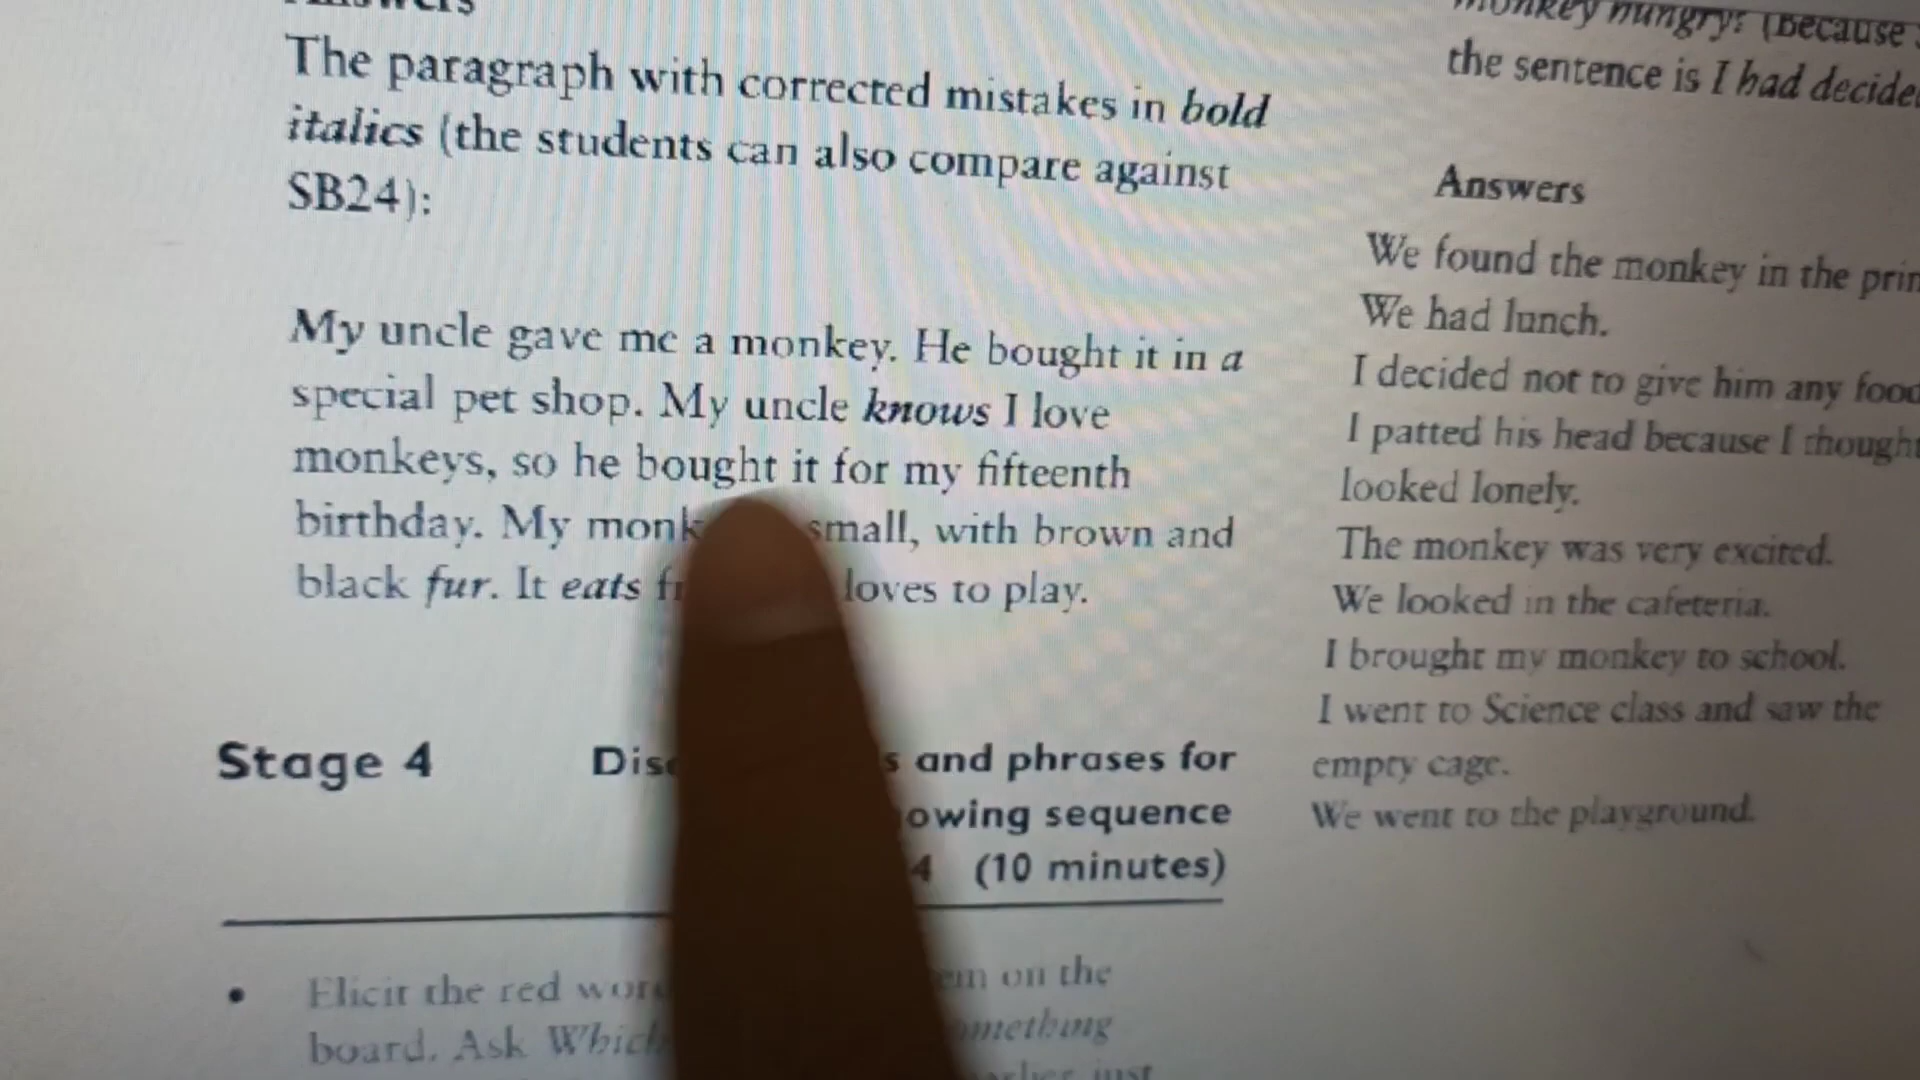 Answers
The paragraph with corrected mistakes in bold
italics (the students can also compare against
SB24):
My uncle gave me a monkey. He bought it in a
special pet shop. My uncle knows I love
monkeys, so he bought it for my fifteenth
birthday. My small, with brown and
black fur. It eats loves to play.
Stage 4
and phrases for
sequence
(10 minutes)
• Elicit the red on the
board. Ask
monkey hungry? (Because
the sentence is I had
Answers
We found the monkey in the
We had lunch.
I decided not to give him any food
I patted his head because I thought
looked lonely.
The monkey was very excited.
We looked in the cafeteria.
I brought my monkey to school.
I went to Science class and saw the
empty cage.
We went to the playground.